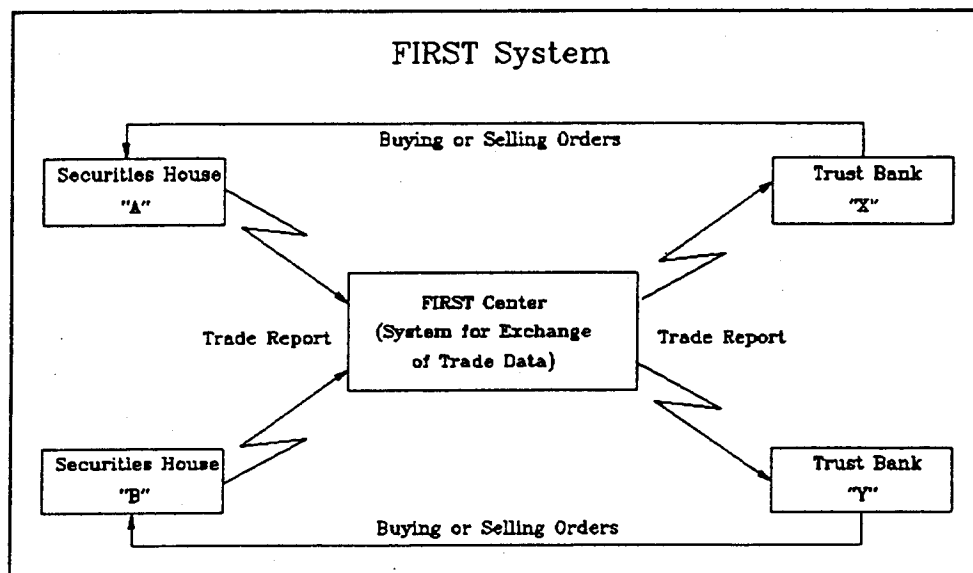 FIRST System
Buying or Selling Orders
Securities House
"A"
Trust Bank
"X"
FIRST Center
(System for Exchange
of Trade Data)
Trade Report
Trade Report
Securities House
"B"
Trust Bank
"Y"
Buying or Selling Orders